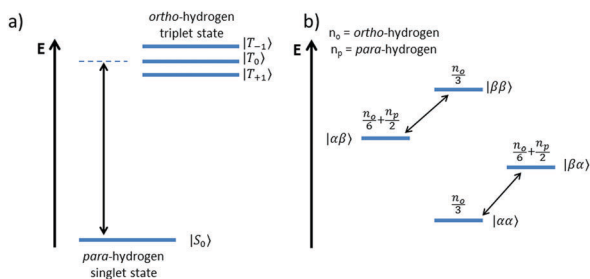 a)
E
ortho-hydrogen
triplet state
|T₋₁⟩
|T₀⟩
|T₊₁⟩
|S₀⟩
para-hydrogen
singlet state
b)
nₒ = ortho-hydrogen
nₚ = para-hydrogen
E
nₒ/3
|ββ⟩
nₒ/6 + nₚ/2
|αβ⟩
nₒ/6 + nₚ/2
|βα⟩
nₒ/3
|αα⟩